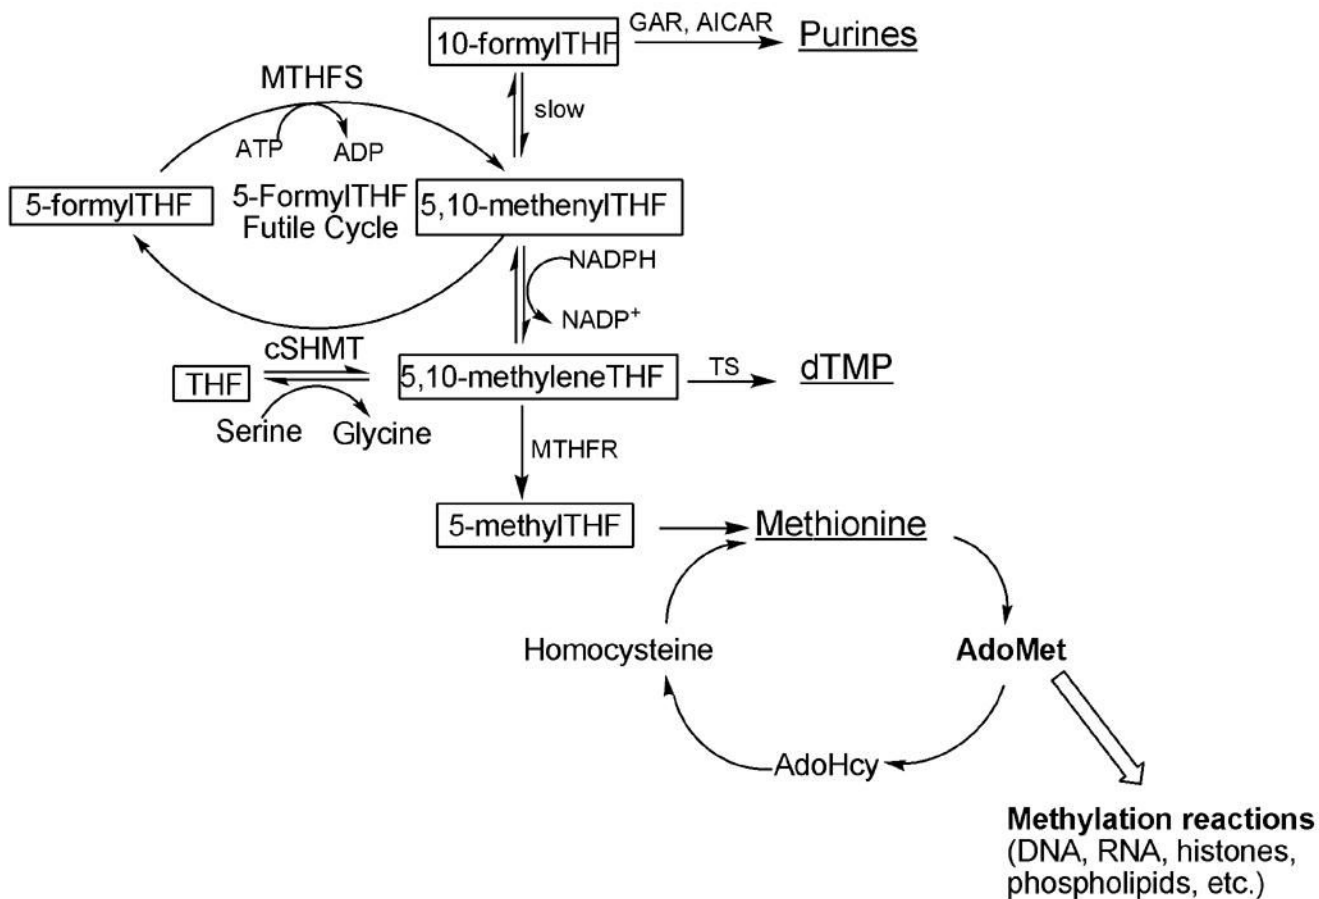 10-formylTHF
GAR, AICAR
Purines
MTHFS
slow
ATP
ADP
5-formylTHF
5-FormylTHF
Futile Cycle
5,10-methenylTHF
NADPH
NADP+
cSHMT
THF
5,10-methyleneTHF
TS
dTMP
Serine
Glycine
MTHFR
5-methylTHF
Methionine
Homocysteine
AdoMet
AdoHcy
Methylation reactions
(DNA, RNA, histones,
phospholipids, etc.)